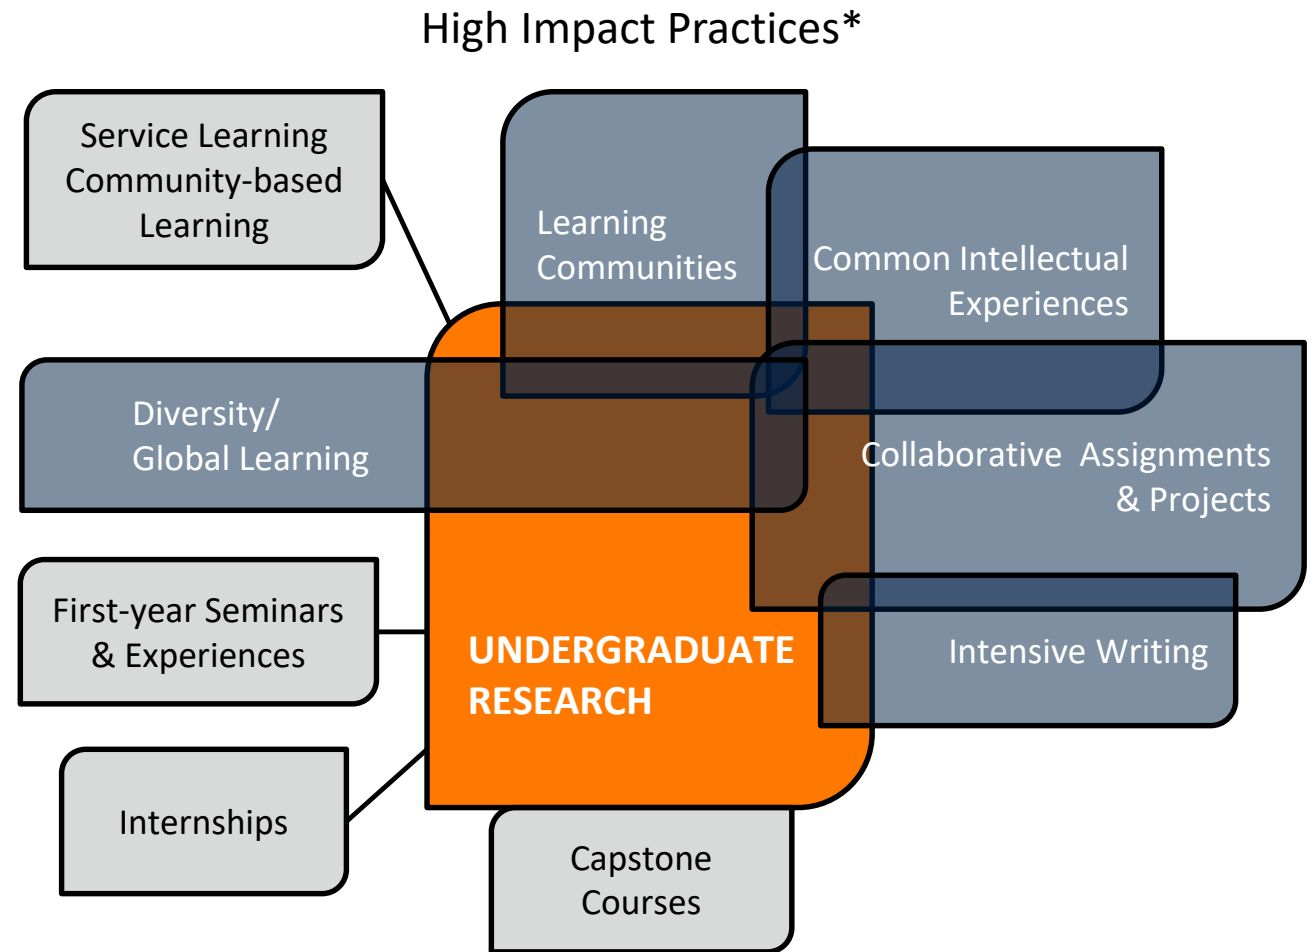 High Impact Practices*
Service Learning
Community-based
Learning
Learning
Communities
Common Intellectual
Experiences
Diversity/
Global Learning
Collaborative  Assignments
& Projects
First-year Seminars
& Experiences
UNDERGRADUATE
RESEARCH
Intensive Writing
Internships
Capstone
Courses